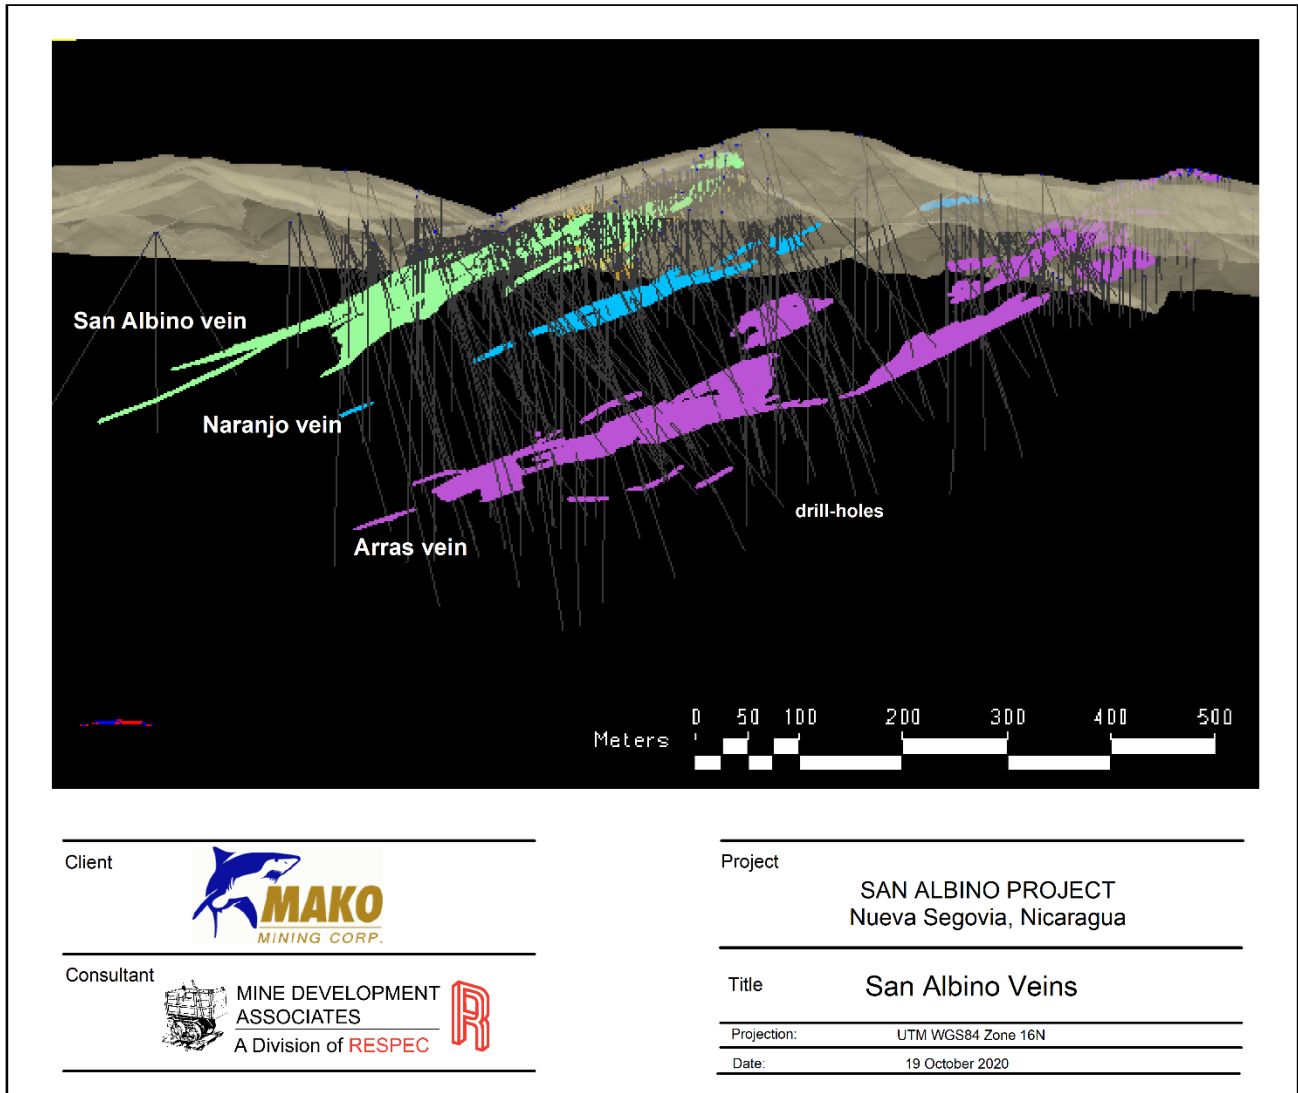 San Albino vein
Naranjo vein
drill-holes
Arras vein
0 50 100 200 300 400 500
Meters
Client
MAKO
MINING CORP.
Consultant
MINE DEVELOPMENT
ASSOCIATES
A Division of RESPEC
R
Project
SAN ALBINO PROJECT
Nueva Segovia, Nicaragua
Title
San Albino Veins
Projection:
UTM WGS84 Zone 16N
Date:
19 October 2020